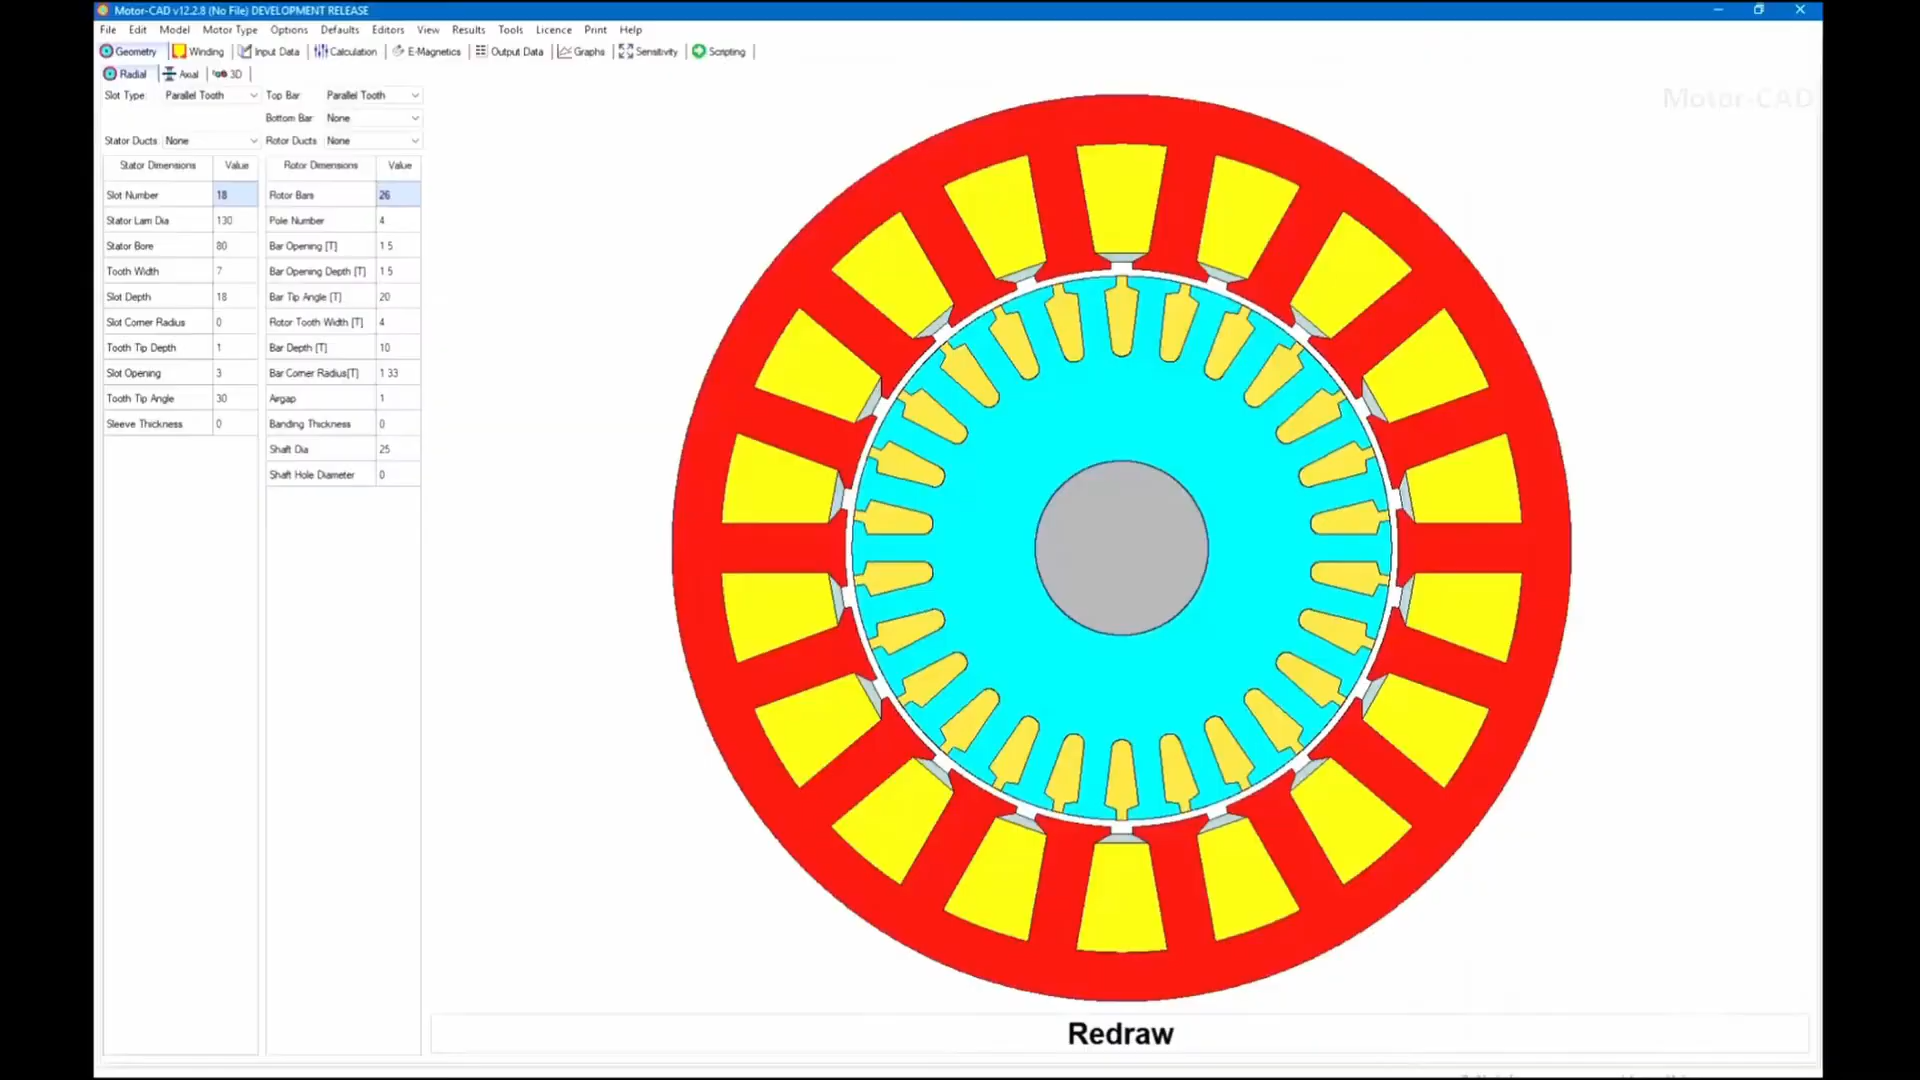 Motor-CAD v12.2.8 (No File) DEVELOPMENT RELEASE
File Edit Model Motor Type Options Defaults Editors View Results Tools Licence Print Help
Geometry Winding Input Data Calculation E-Magnetics Output Data Graphs Sensitivity Scripting
Radial Axial 3D
Slot Type: Parallel Tooth Top Bar: Parallel Tooth
Bottom Bar: None
Stator Ducts: None Rotor Ducts: None
Stator Dimensions Value Rotor Dimensions Value
Slot Number 18 Rotor Bars 26
Stator Lam Dia 130 Pole Number 4
Stator Bore 80 Bar Opening [T] 1.5
Tooth Width 7 Bar Opening Depth [T] 1.5
Slot Depth 18 Bar Tip Angle [T] 20
Slot Corner Radius 0 Rotor Tooth Width [T] 4
Tooth Tip Depth 1 Bar Depth [T] 10
Slot Opening 3 Bar Corner Radius[T] 1.33
Tooth Tip Angle 30 Airgap 1
Sleeve Thickness 0 Banding Thickness 0
Shaft Dia 25
Shaft Hole Diameter 0
Motor-CAD
Redraw